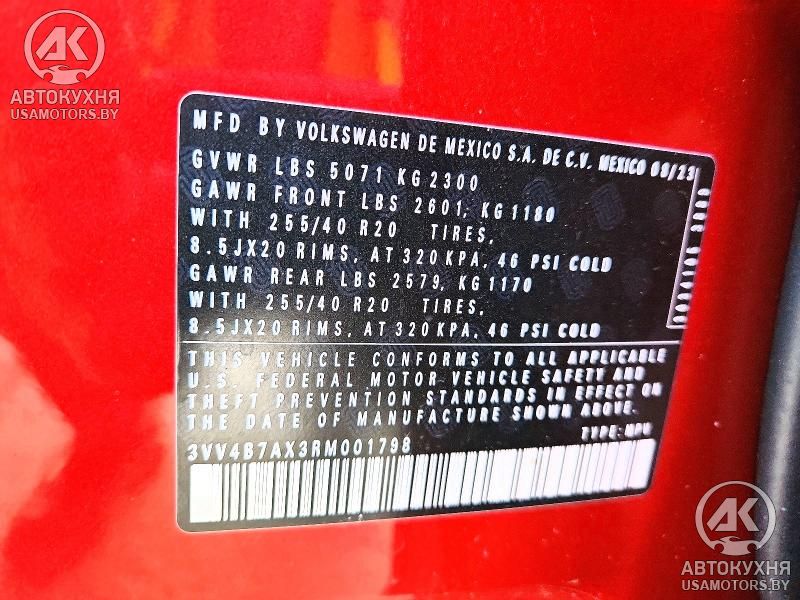 АК
АВТОКУХНЯ
USAMOTORS.BY
MFD BY VOLKSWAGEN DE MEXICO S.A. DE C.V. MEXICO 08/23
GVWR LBS 5071 KG 2300
GAWR FRONT LBS 2601, KG 1180
WITH 255/40 R20 TIRES,
8.5JX20 RIMS, AT 320 KPA, 46 PSI COLD
GAWR REAR LBS 2579, KG 1170
WITH 255/40 R20 TIRES,
8.5JX20 RIMS, AT 320 KPA, 46 PSI COLD
THIS VEHICLE CONFORMS TO ALL APPLICABLE
U.S. FEDERAL MOTOR VEHICLE SAFETY AND
THEFT PREVENTION STANDARDS IN EFFECT ON
THE DATE OF MANUFACTURE SHOWN ABOVE.
TYPE: MPV
3VV4B7AX3RM001798
АК
АВТОКУХНЯ
USAMOTORS.BY